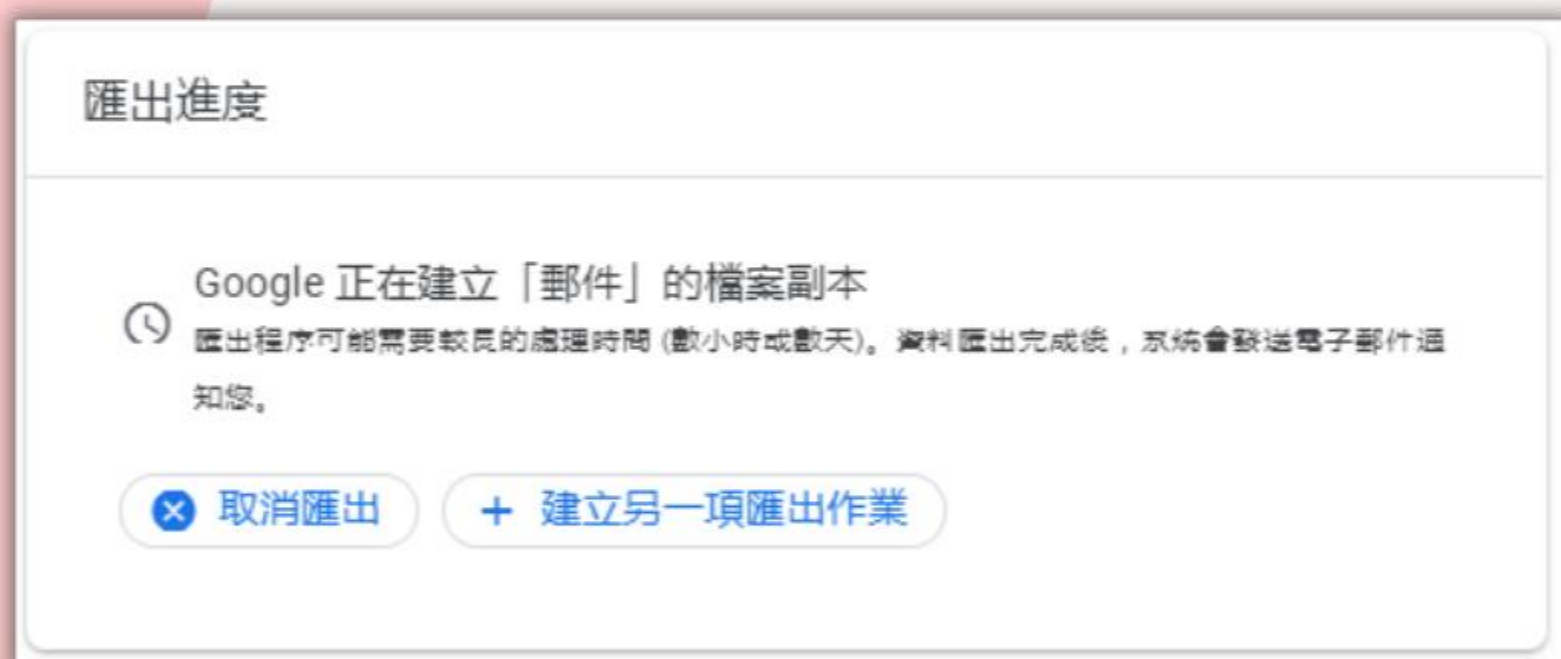 匯出進度
Google 正在建立「郵件」的檔案副本
匯出程序可能需要較長的處理時間 (數小時或數天)。資料匯出完成後，系統會發送電子郵件通
知您。
取消匯出
+ 建立另一項匯出作業